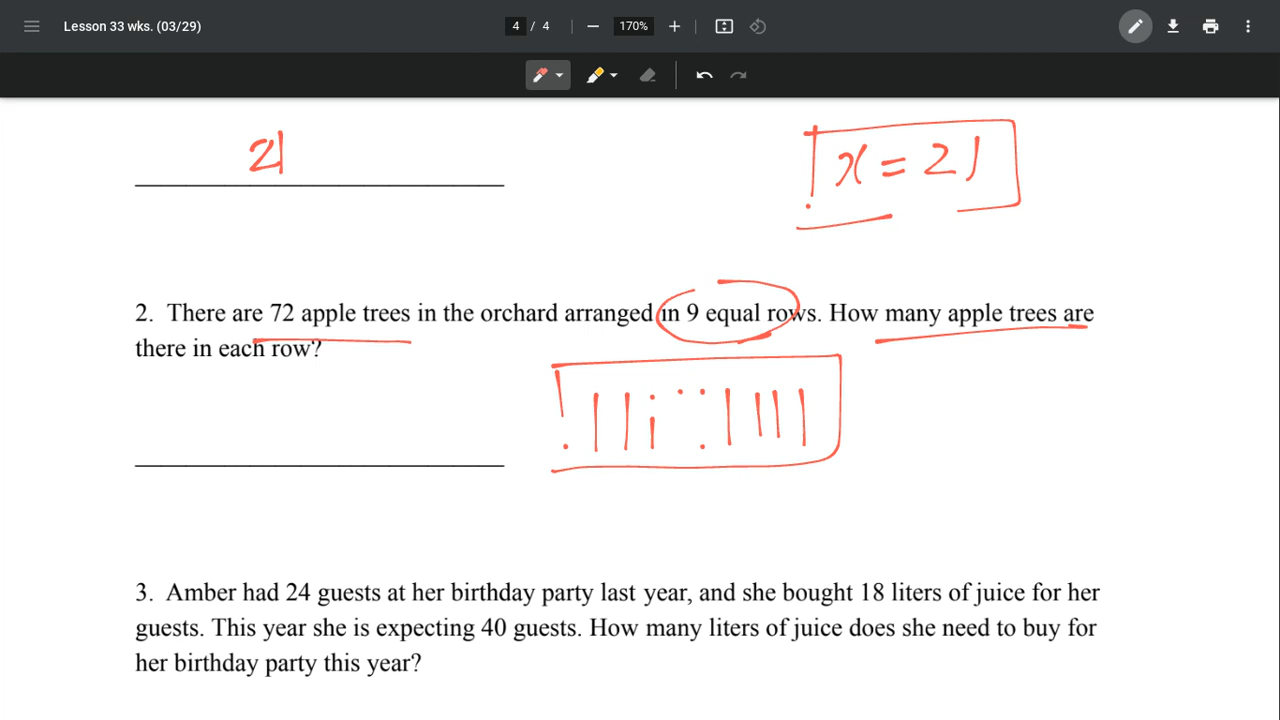 Lesson 33 wks. (03/29)
4 / 4
170%
21
x = 21
2. There are 72 apple trees in the orchard arranged in 9 equal rows. How many apple trees are
there in each row?
3. Amber had 24 guests at her birthday party last year, and she bought 18 liters of juice for her
guests. This year she is expecting 40 guests. How many liters of juice does she need to buy for
her birthday party this year?